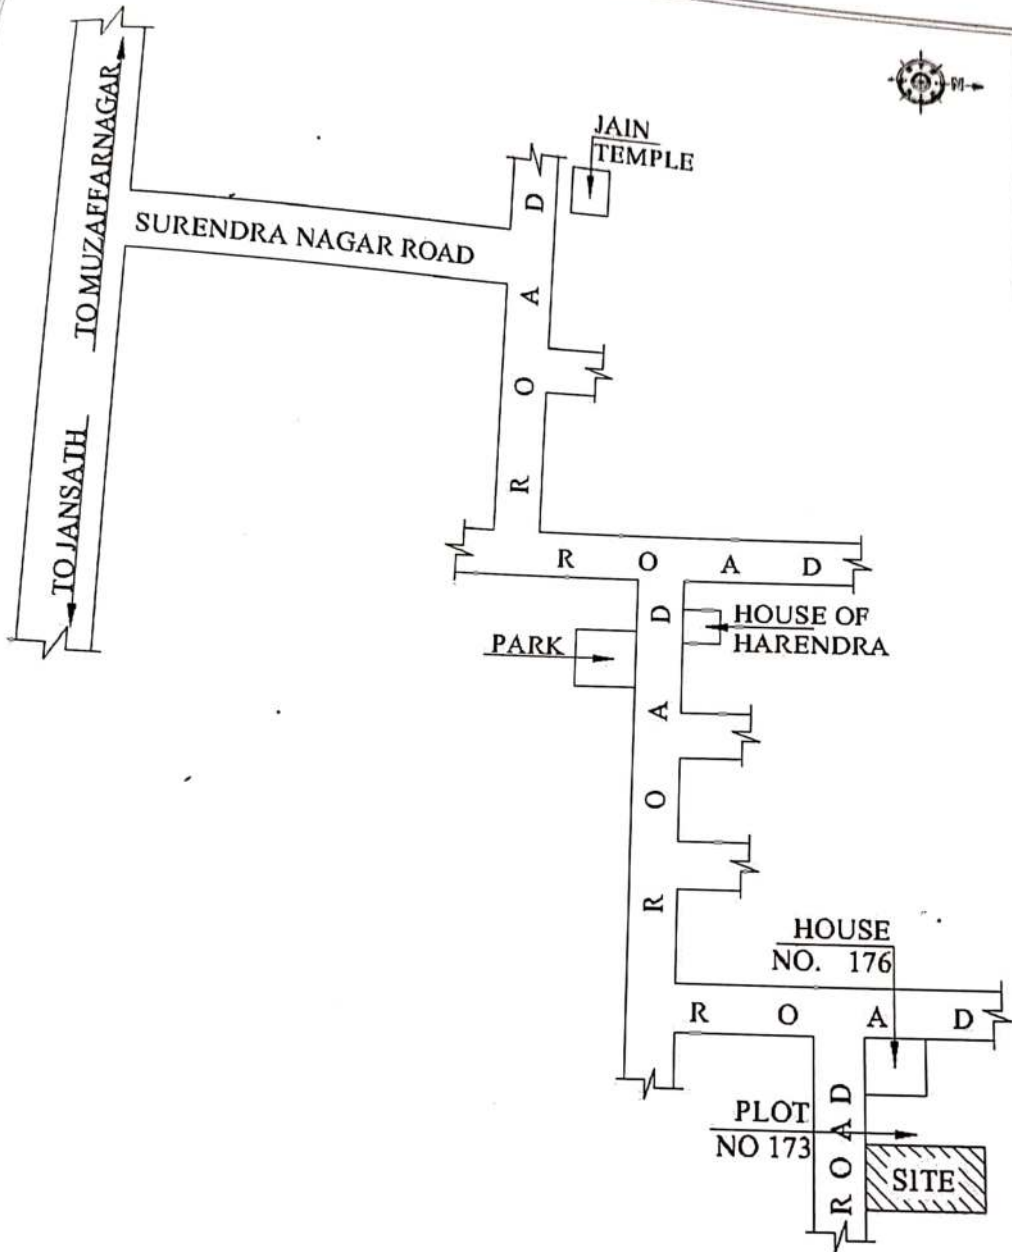 N
JAIN
TEMPLE
TO MUZAFFARNAGAR
SURENDRA NAGAR ROAD
ROAD
TO JANSATH
ROAD
HOUSE OF
HARENDRA
PARK
ROAD
HOUSE
NO. 176
ROAD
PLOT
NO 173
ROAD
SITE